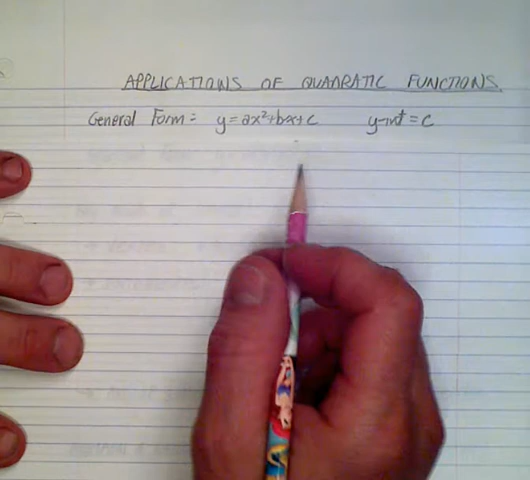 APPLICATIONS OF QUADRATIC FUNCTIONS
General Form: y=ax²+bx+c y-int = c